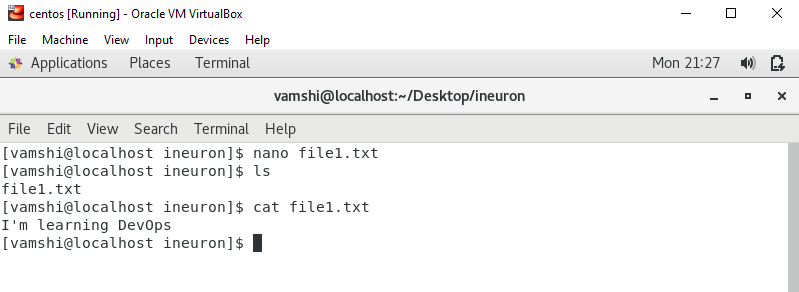 centos [Running] - Oracle VM VirtualBox
File Machine View Input Devices Help
Applications Places Terminal Mon 21:27
vamshi@localhost:~/Desktop/ineuron
File Edit View Search Terminal Help
[vamshi@localhost ineuron]$ nano file1.txt
[vamshi@localhost ineuron]$ ls
file1.txt
[vamshi@localhost ineuron]$ cat file1.txt
I'm learning DevOps
[vamshi@localhost ineuron]$